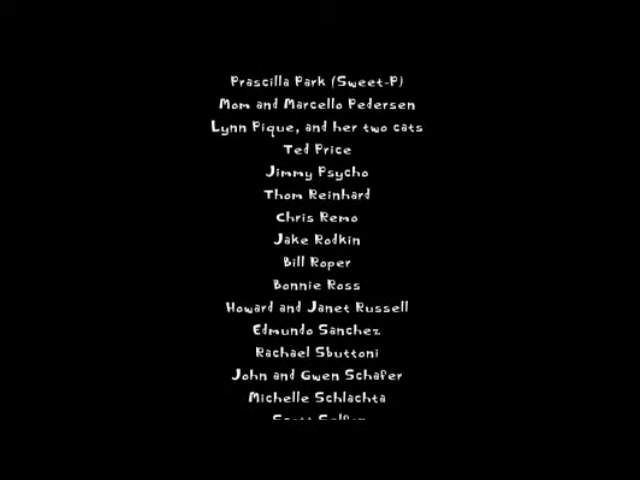 Prascilla Park (Sweet-P)
Mom and Marcello Pedersen
Lynn Pique, and her two cats
Ted Price
Jimmy Psycho
Thom Reinhard
Chris Remo
Jake Rodkin
Bill Roper
Bonnie Ross
Howard and Janet Russell
Edmundo Sanchez
Rachael Sbuttoni
John and Gwen Schafer
Michelle Schlachta
Scott